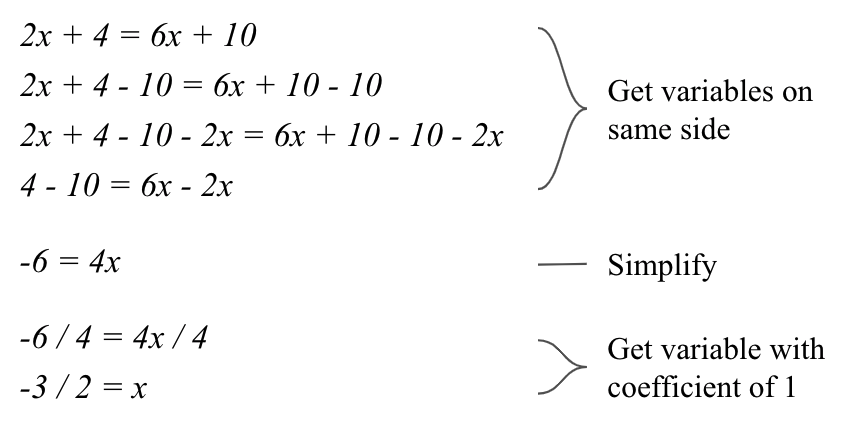 2x + 4 = 6x + 10
2x + 4 - 10 = 6x + 10 - 10
2x + 4 - 10 - 2x = 6x + 10 - 10 - 2x
4 - 10 = 6x - 2x
Get variables on
same side
-6 = 4x
Simplify
-6 / 4 = 4x / 4
-3 / 2 = x
Get variable with
coefficient of 1